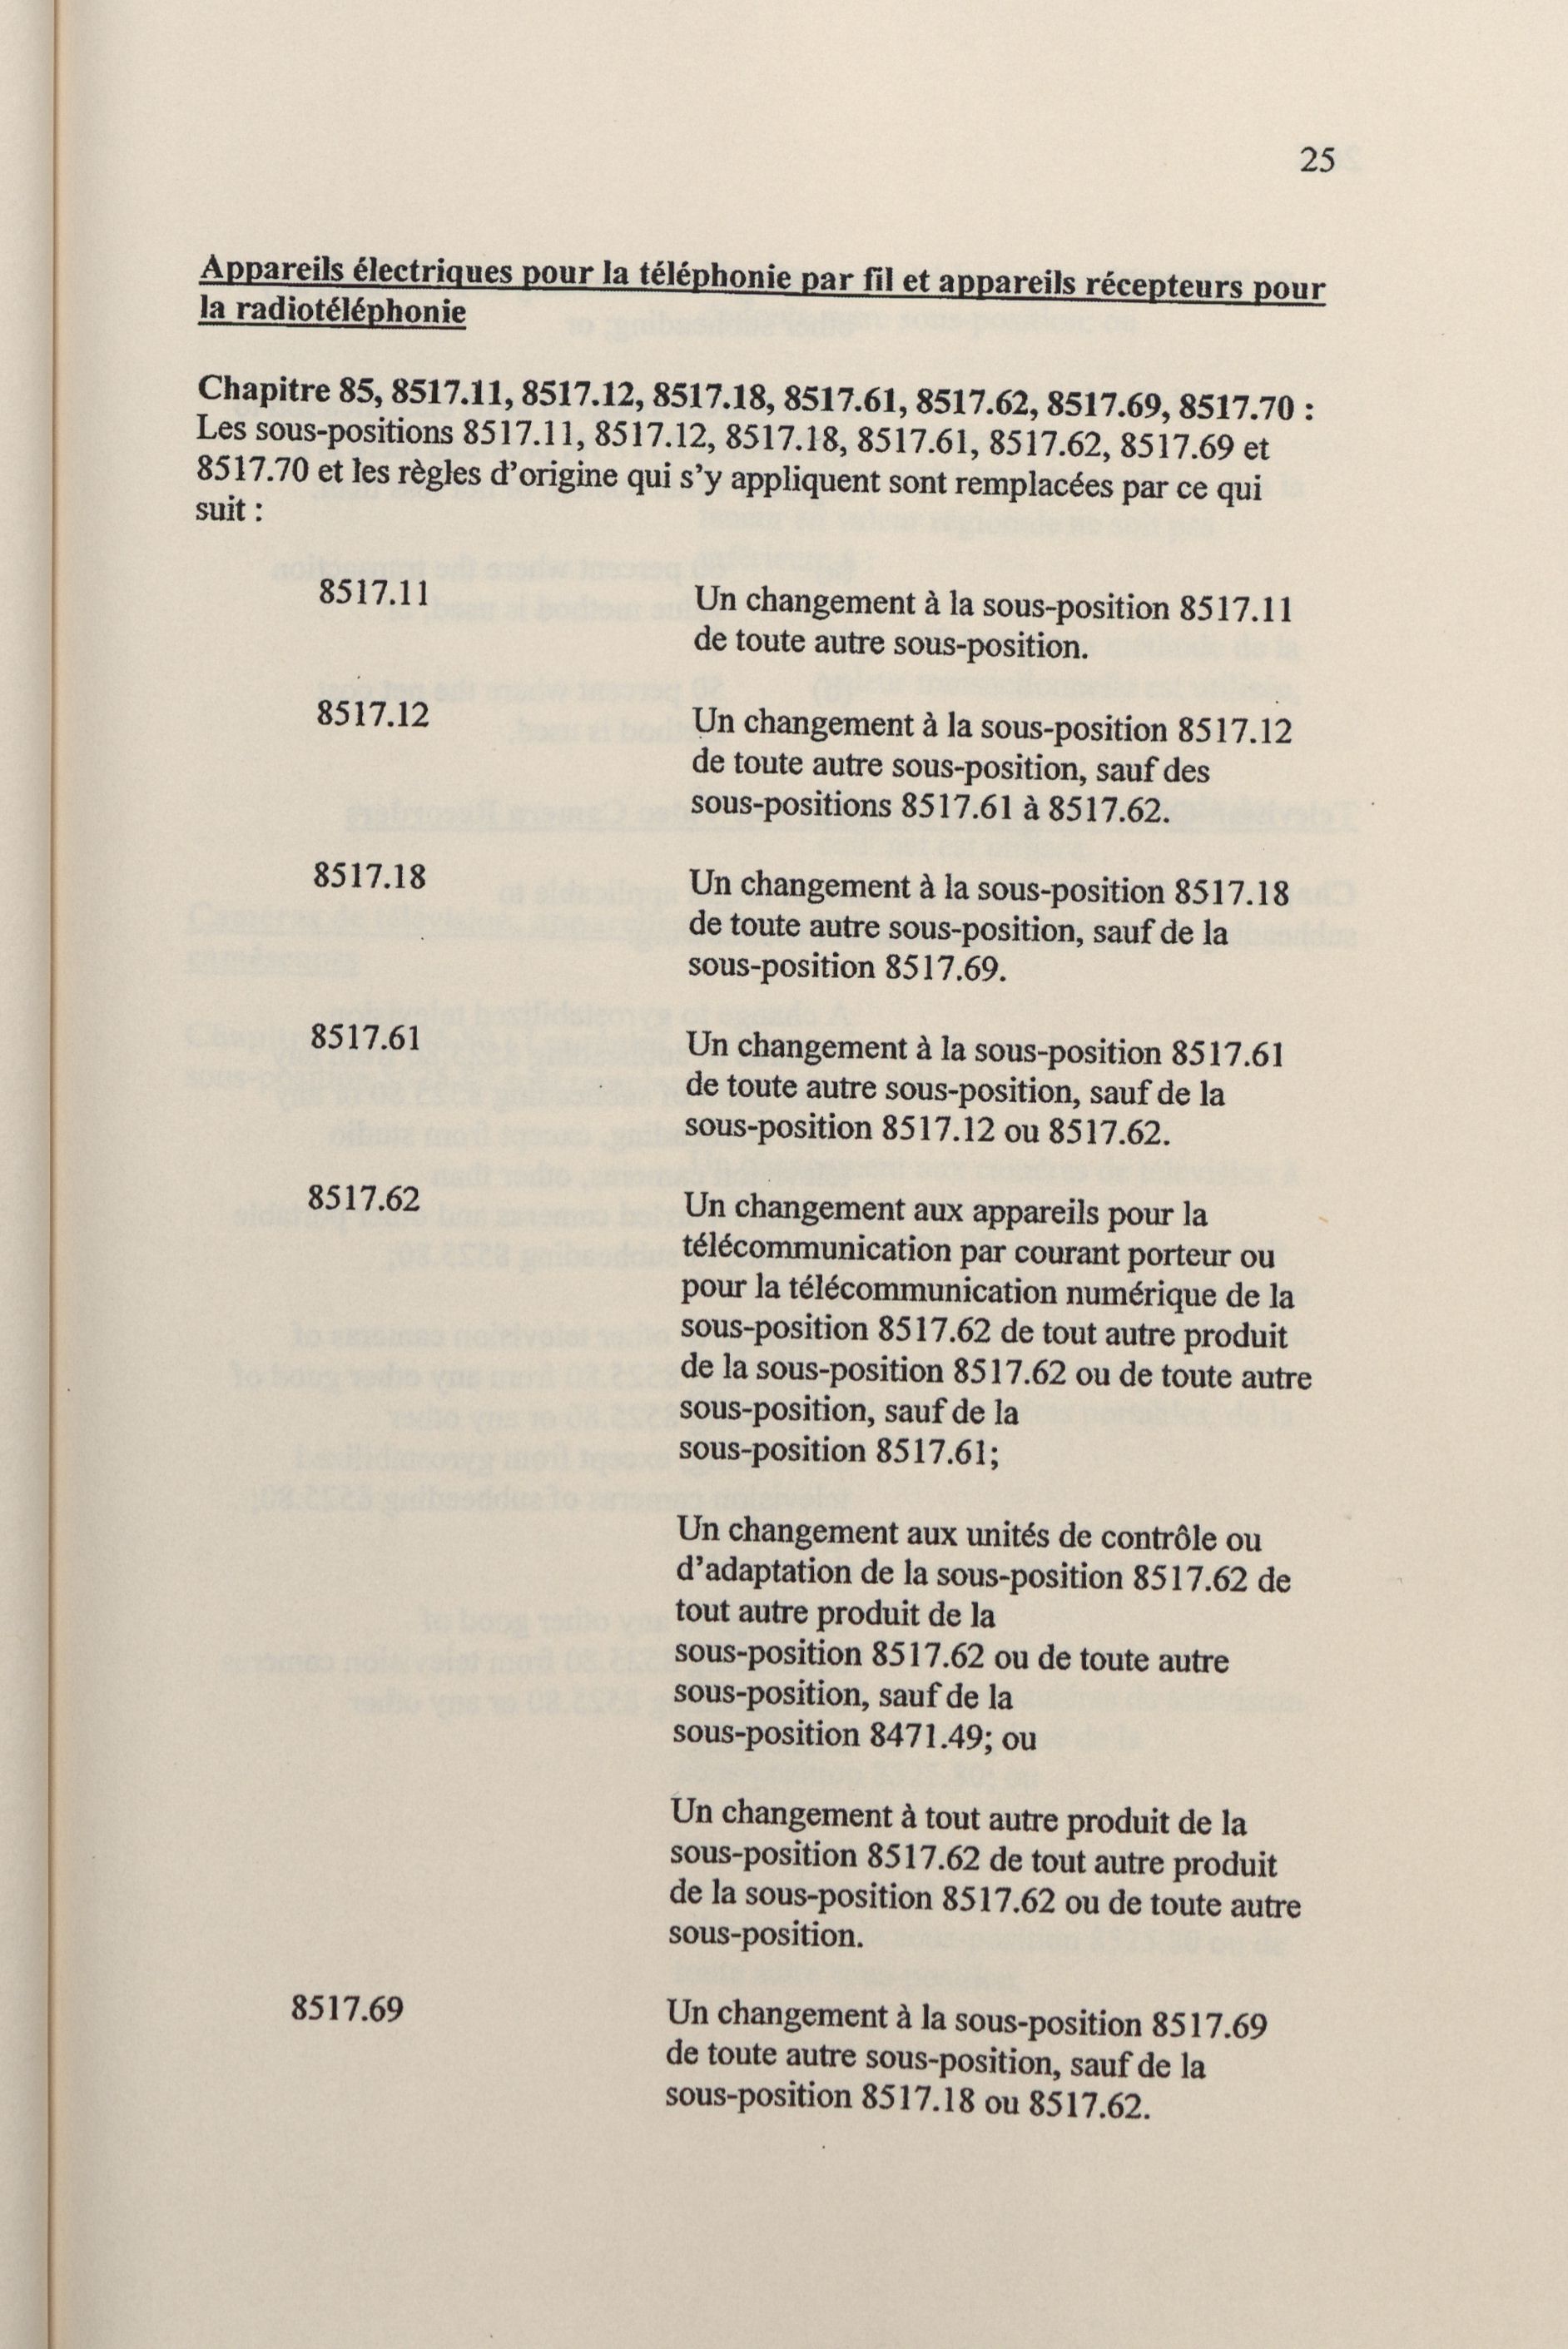 25
Appareils électriques pour la téléphonie par fil et appareils récepteurs pour
la radiotéléphonie
Chapitre 85, 8517.11, 8517.12, 8517.18, 8517.61, 8517.62, 8517.69, 8517.70 :
Les sous-positions 8517.11, 8517.12, 8517.18, 8517.61, 8517.62, 8517.69 et
8517.70 et les règles d'origine qui s'y appliquent sont remplacées par ce qui
suit :
8517.11 Un changement à la sous-position 8517.11
de toute autre sous-position.
8517.12 Un changement à la sous-position 8517.12
de toute autre sous-position, sauf des
sous-positions 8517.61 à 8517.62.
8517.18 Un changement à la sous-position 8517.18
de toute autre sous-position, sauf de la
sous-position 8517.69.
8517.61 Un changement à la sous-position 8517.61
de toute autre sous-position, sauf de la
sous-position 8517.12 ou 8517.62.
8517.62 Un changement aux appareils pour la
télécommunication par courant porteur ou
pour la télécommunication numérique de la
sous-position 8517.62 de tout autre produit
de la sous-position 8517.62 ou de toute autre
sous-position, sauf de la
sous-position 8517.61;
Un changement aux unités de contrôle ou
d'adaptation de la sous-position 8517.62 de
tout autre produit de la
sous-position 8517.62 ou de toute autre
sous-position, sauf de la
sous-position 8471.49; ou
Un changement à tout autre produit de la
sous-position 8517.62 de tout autre produit
de la sous-position 8517.62 ou de toute autre
sous-position.
8517.69 Un changement à la sous-position 8517.69
de toute autre sous-position, sauf de la
sous-position 8517.18 ou 8517.62.